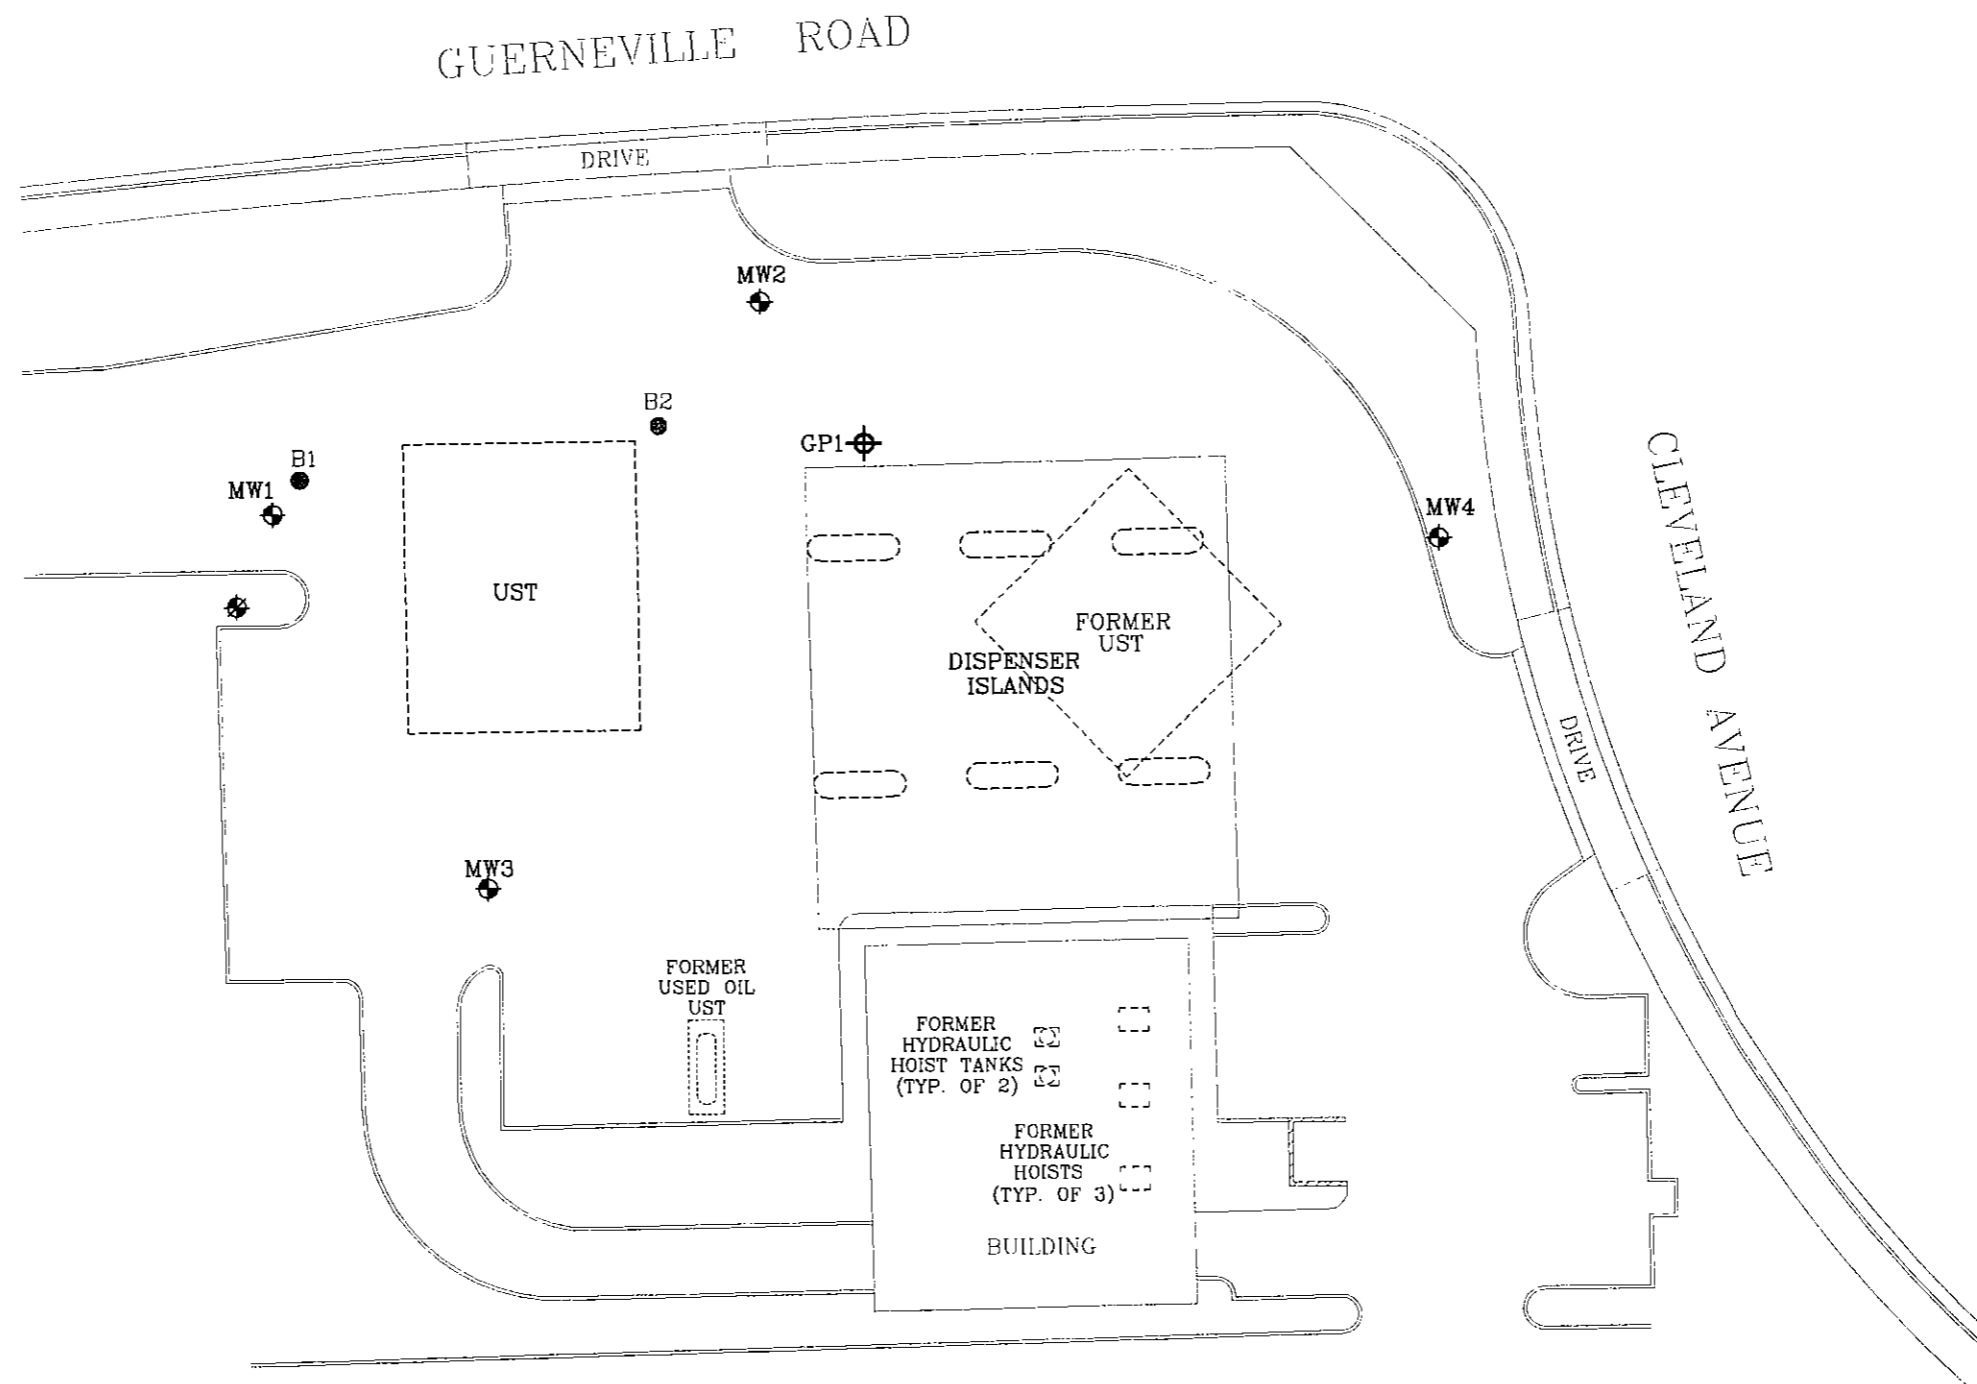 GUERNEVILLE ROAD
DRIVE
MW2
B2
GP1
B1
MW1
MW4
CLEVELAND AVENUE
UST
FORMER
UST
DISPENSER
ISLANDS
DRIVE
MW3
FORMER
USED OIL
UST
FORMER
HYDRAULIC
HOIST TANKS
(TYP. OF 2)
FORMER
HYDRAULIC
HOISTS
(TYP. OF 3)
BUILDING